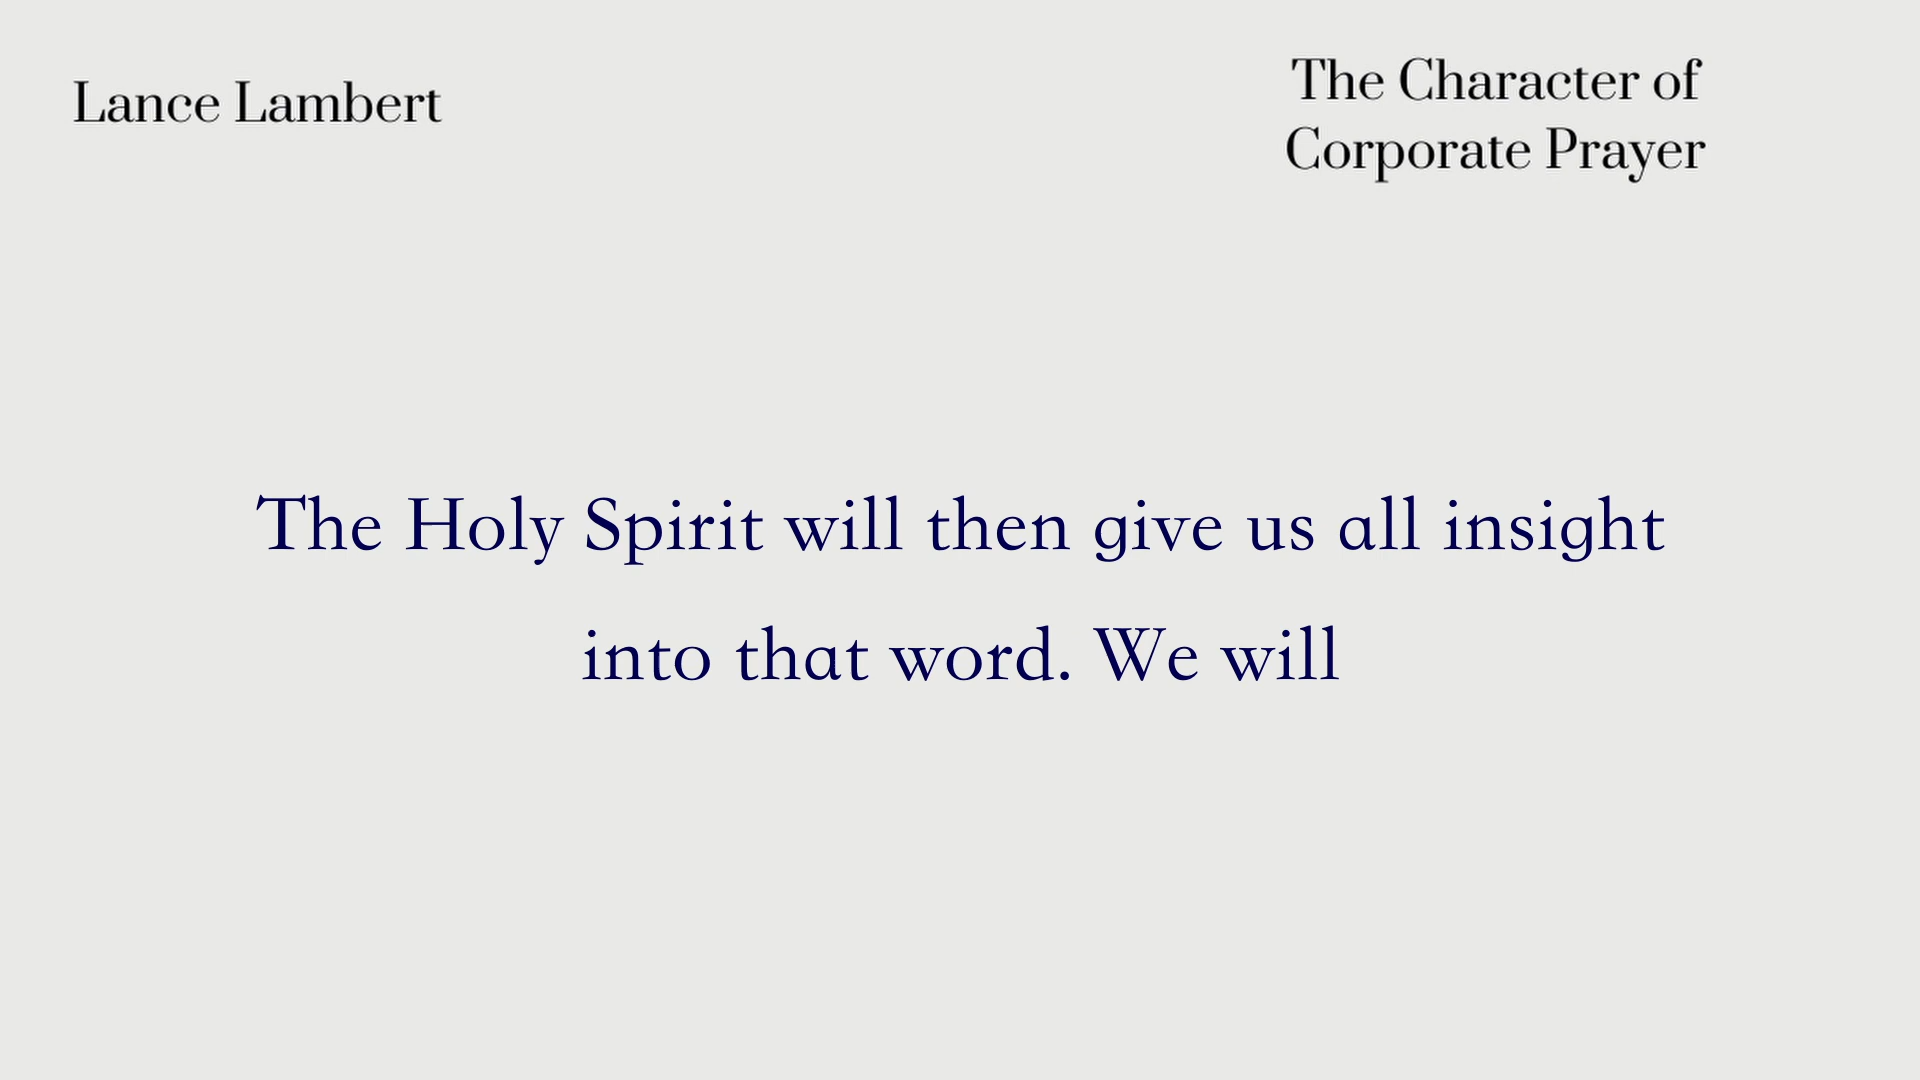 Lance Lambert
The Character of
Corporate Prayer
The Holy Spirit will then give us all insight
into that word. We will